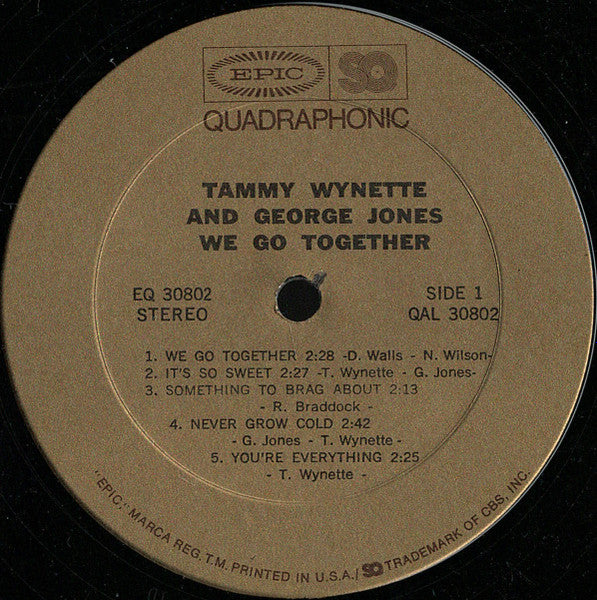 EPIC SQ
QUADRAPHONIC
TAMMY WYNETTE
AND GEORGE JONES
WE GO TOGETHER
EQ 30802
STEREO
SIDE 1
QAL 30802
1. WE GO TOGETHER 2:28 -D. Walls - N. Wilson-
2. IT'S SO SWEET 2:27 -T. Wynette - G. Jones-
3. SOMETHING TO BRAG ABOUT 2:13
- R. Braddock -
4. NEVER GROW COLD 2:42
- G. Jones - T. Wynette -
5. YOU'RE EVERYTHING 2:25
- T. Wynette -
"EPIC," MARCA REG. T.M. PRINTED IN U.S.A./ SQ TRADEMARK OF CBS, INC.